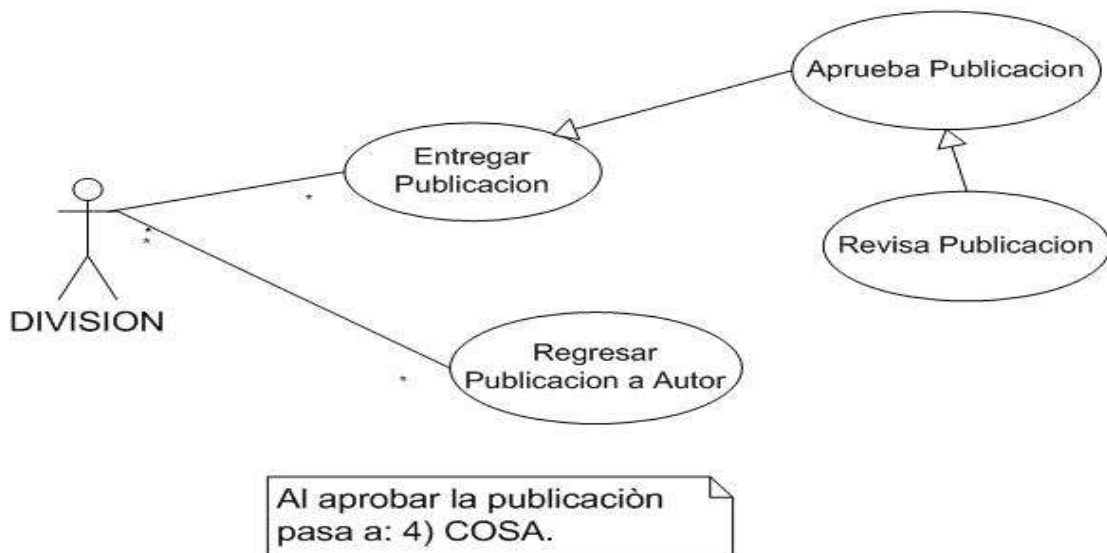 Aprueba Publicacion
Entregar
Publicacion
*
*
*
Revisa Publicacion
DIVISION
Regresar
Publicacion a Autor
*
Al aprobar la publicaciòn
pasa a: 4) COSA.